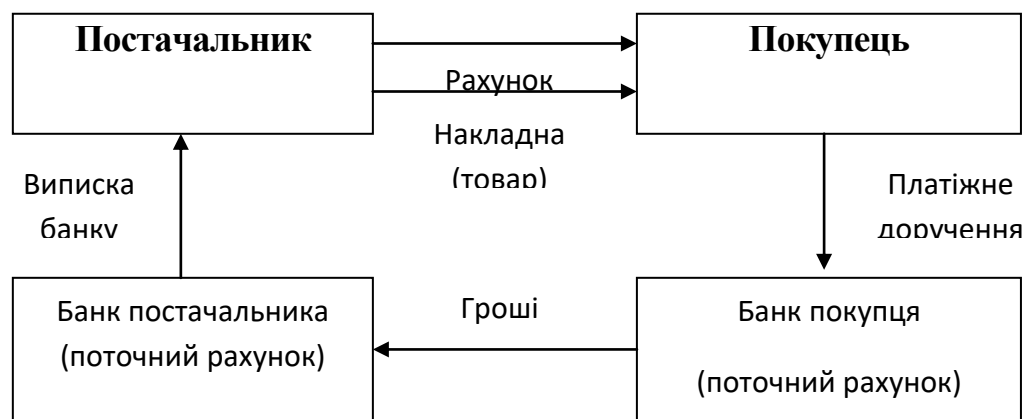 Постачальник
Покупець
Рахунок
Накладна
(товар)
Виписка
банку
Платіжне
доручення
Банк постачальника
(поточний рахунок)
Гроші
Банк покупця
(поточний рахунок)